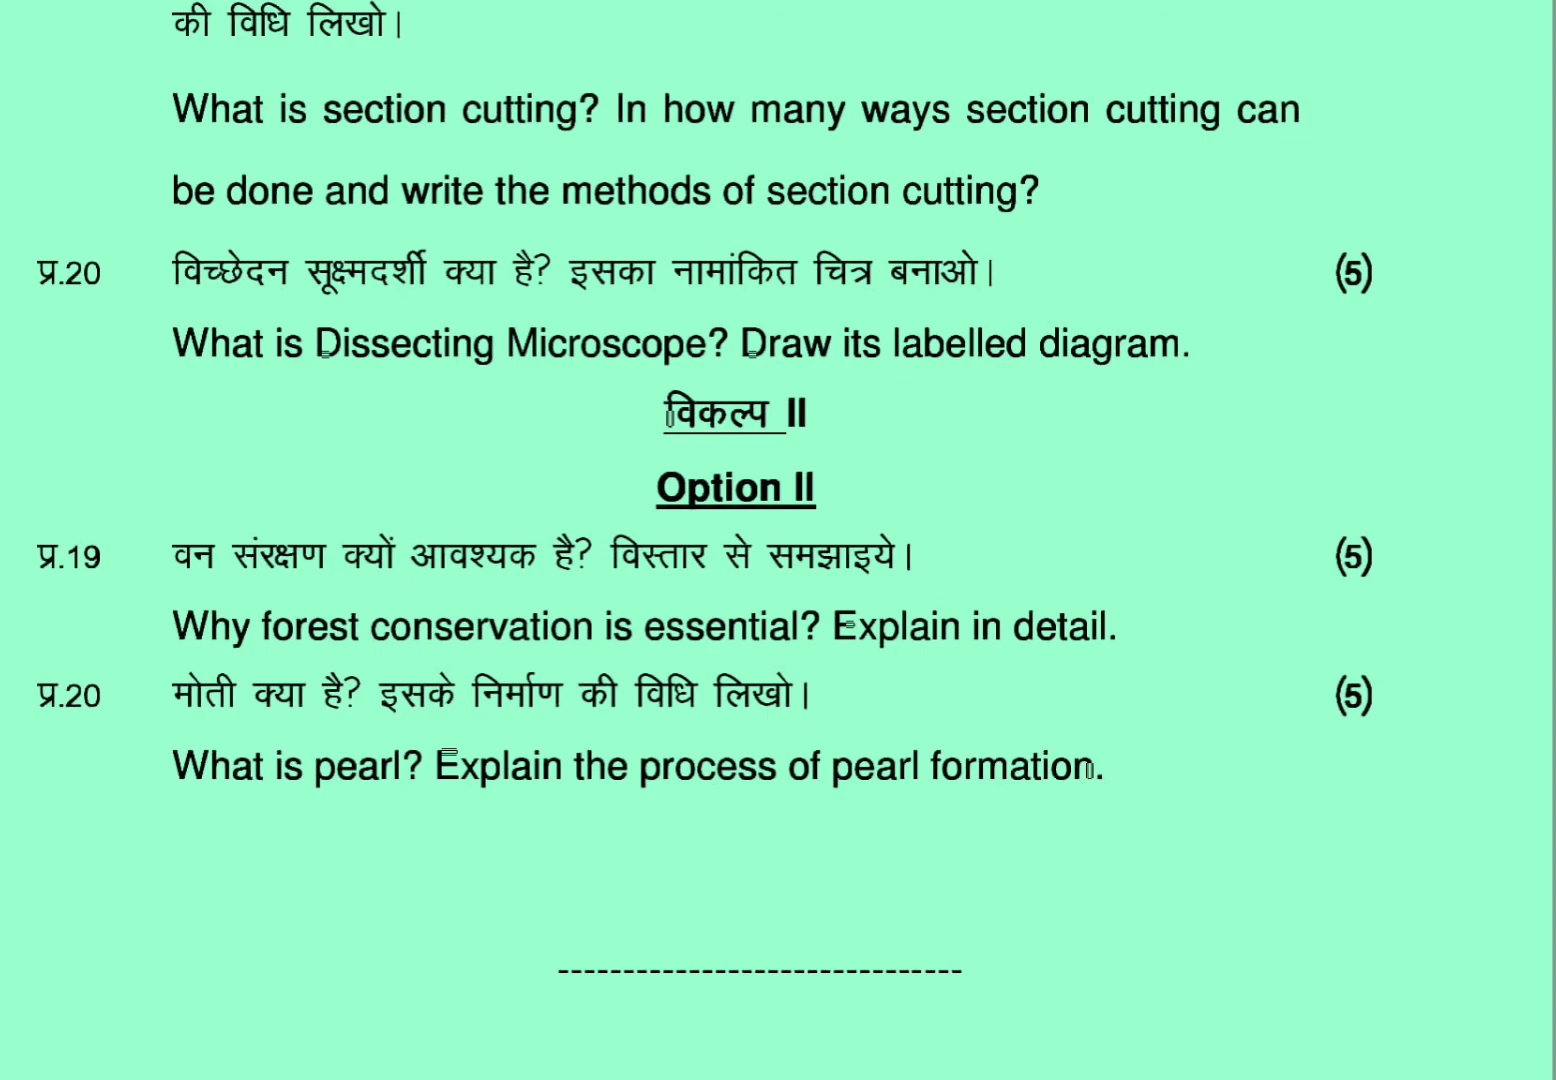 की विधि लिखो।
What is section cutting? In how many ways section cutting can
be done and write the methods of section cutting?
प्र.20 विच्छेदन सूक्ष्मदर्शी क्या है? इसका नामांकित चित्र बनाओ। (5)
What is Dissecting Microscope? Draw its labelled diagram.
विकल्प II
Option II
प्र.19 वन संरक्षण क्यों आवश्यक है? विस्तार से समझाइये। (5)
Why forest conservation is essential? Explain in detail.
प्र.20 मोती क्या है? इसके निर्माण की विधि लिखो। (5)
What is pearl? Explain the process of pearl formation.
-------------------------------